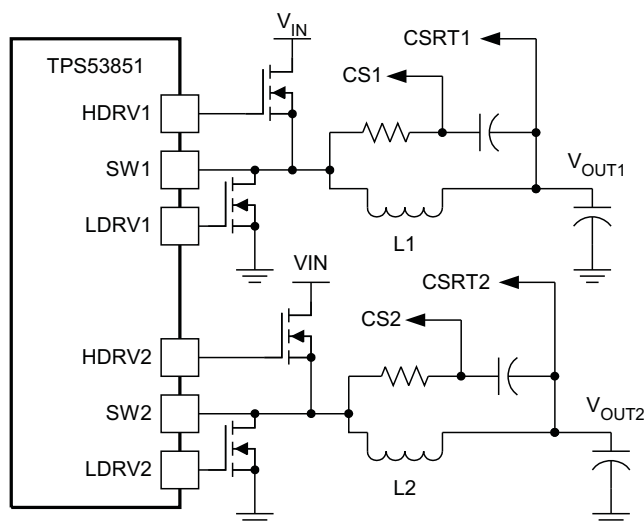 V_IN
CSRT1
TPS53851
CS1
HDRV1
SW1
V_OUT1
LDRV1
L1
VIN
CSRT2
CS2
HDRV2
SW2
V_OUT2
LDRV2
L2